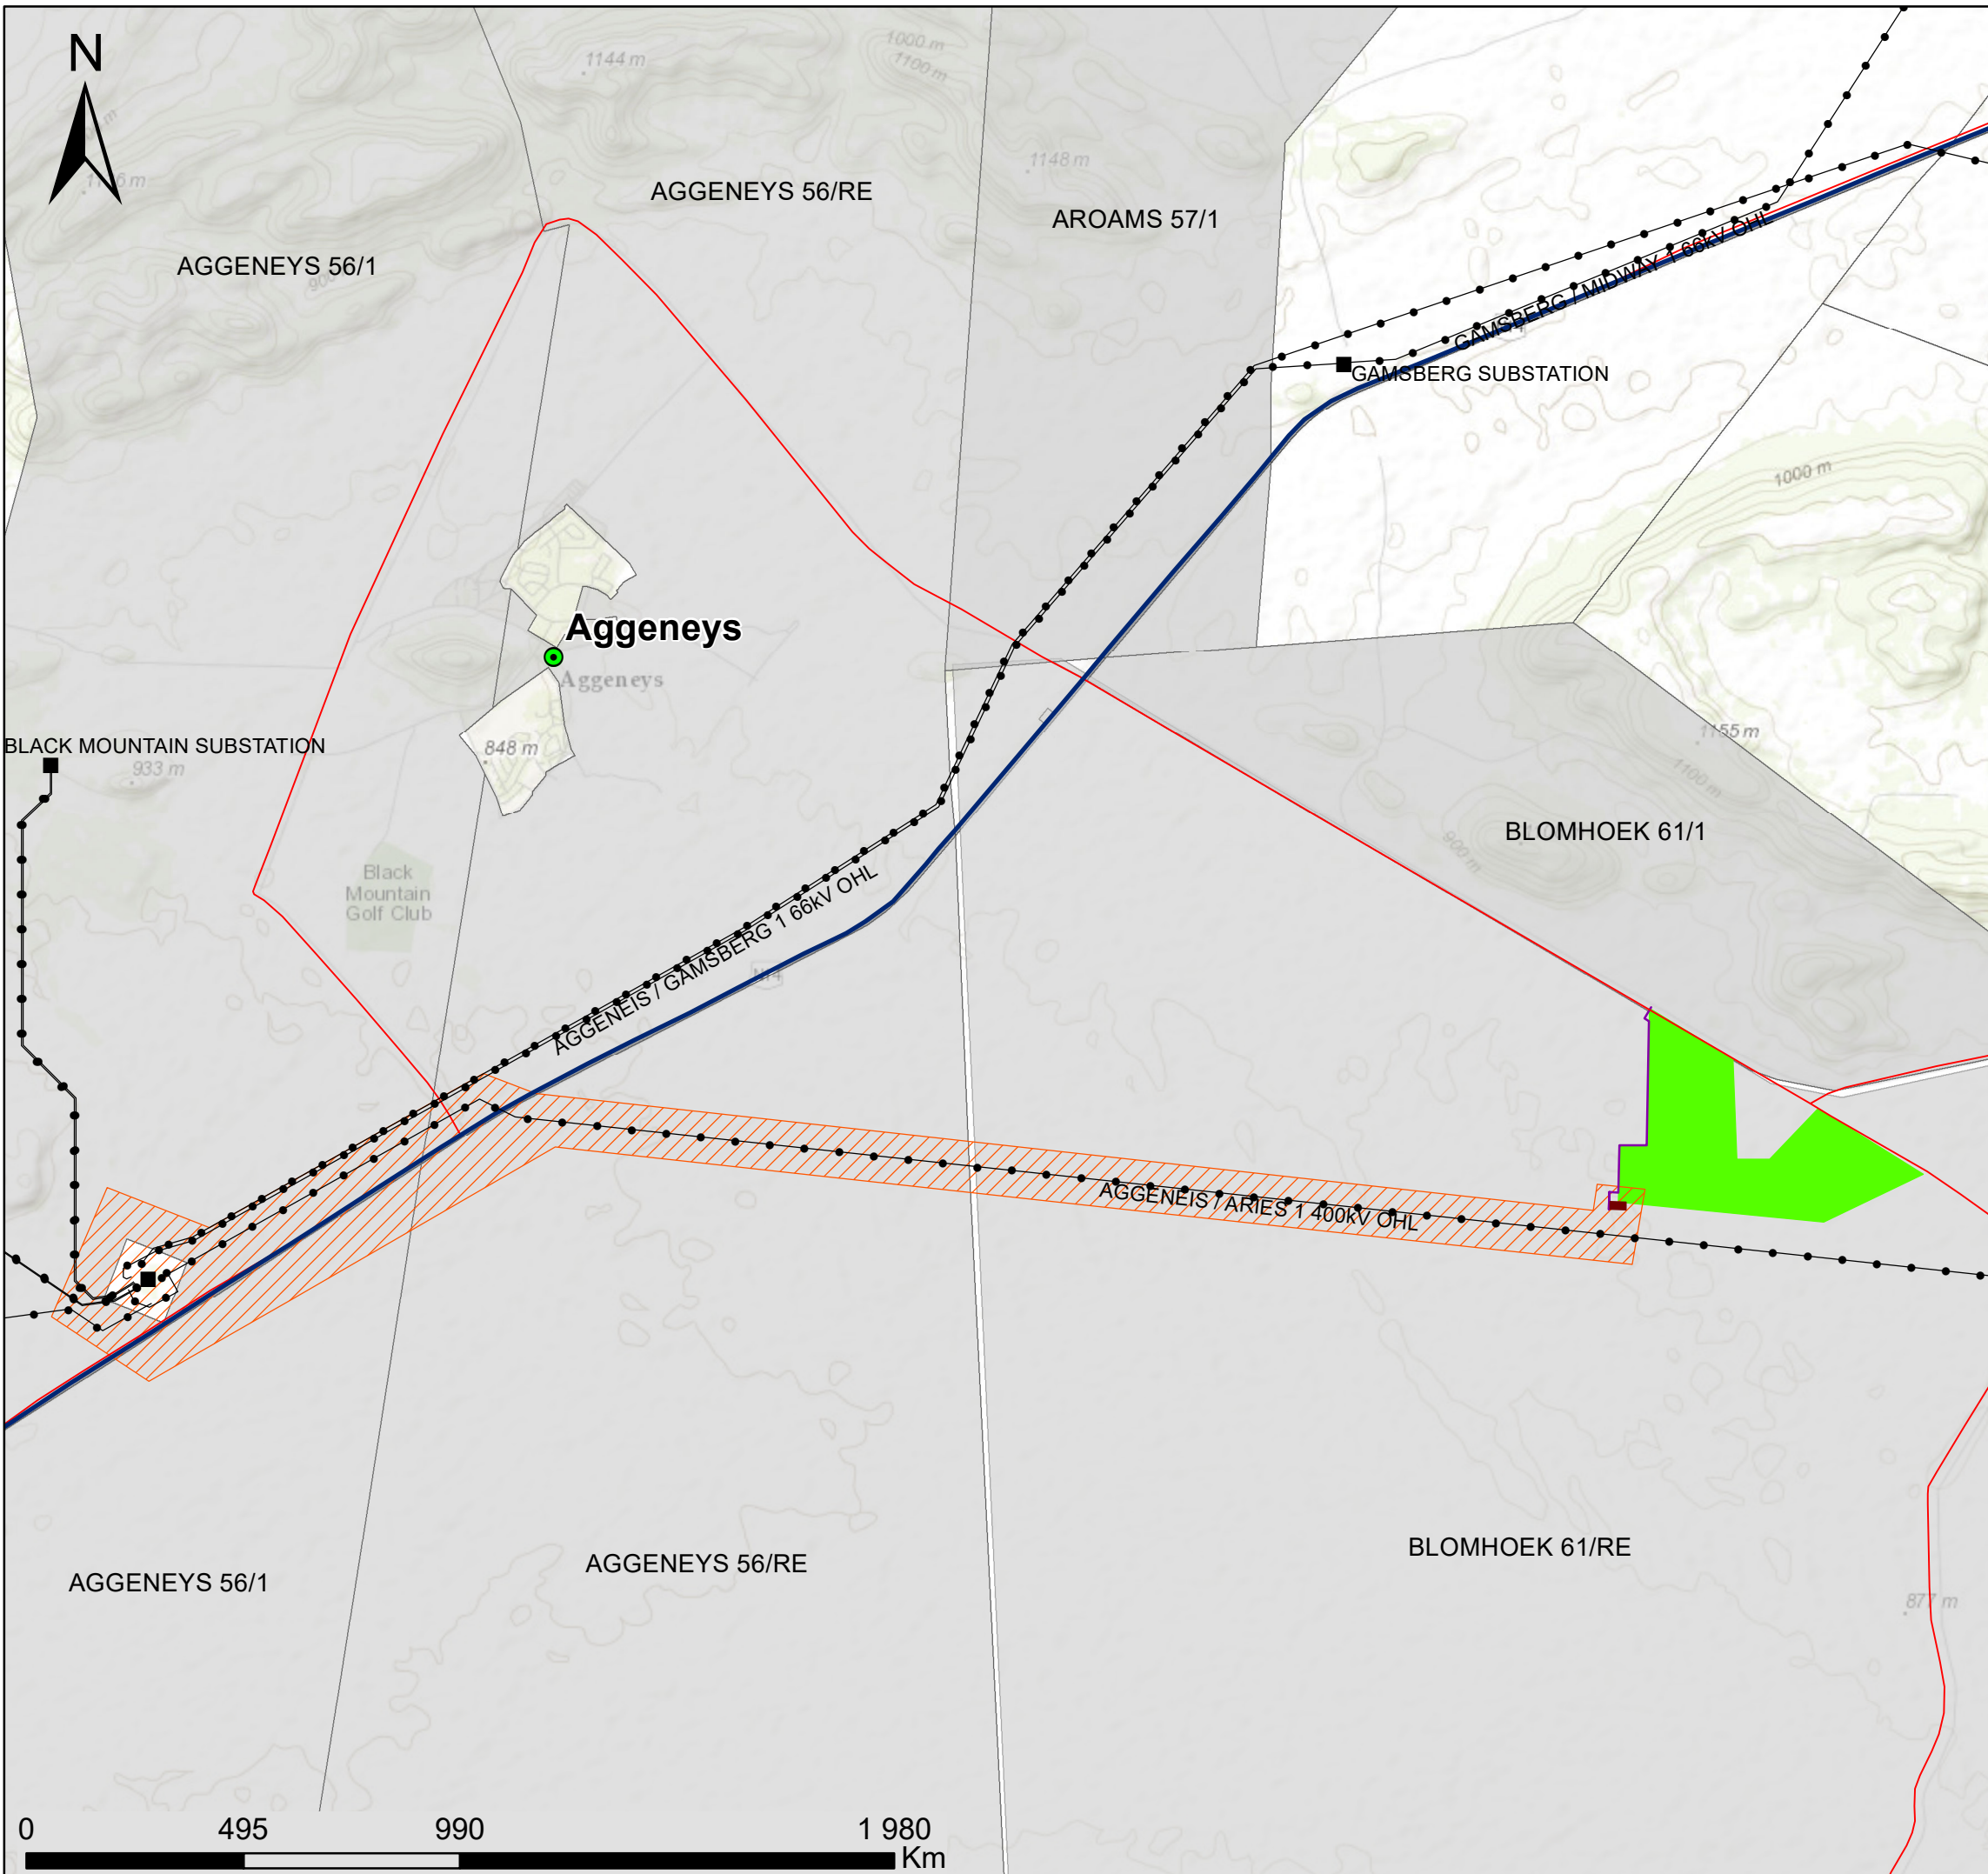 N
1144 m
1000 m
1100 m
1148 m
AGGENEYS 56/RE
AROAMS 57/1
AGGENEYS 56/1
GAMSBERG / MIDWAY 1 66kV OHL
GAMSBERG SUBSTATION
1000 m
Aggeneys
Aggeneys
848 m
BLACK MOUNTAIN SUBSTATION
933 m
1155 m
1100 m
BLOMHOEK 61/1
900 m
Black
Mountain
Golf Club
AGGENEIS / GAMSBERG 1 66kV OHL
N14
AGGENEIS / ARIES 1 400kV OHL
BLOMHOEK 61/RE
AGGENEYS 56/RE
AGGENEYS 56/1
877 m
0 495 990 1 980
Km